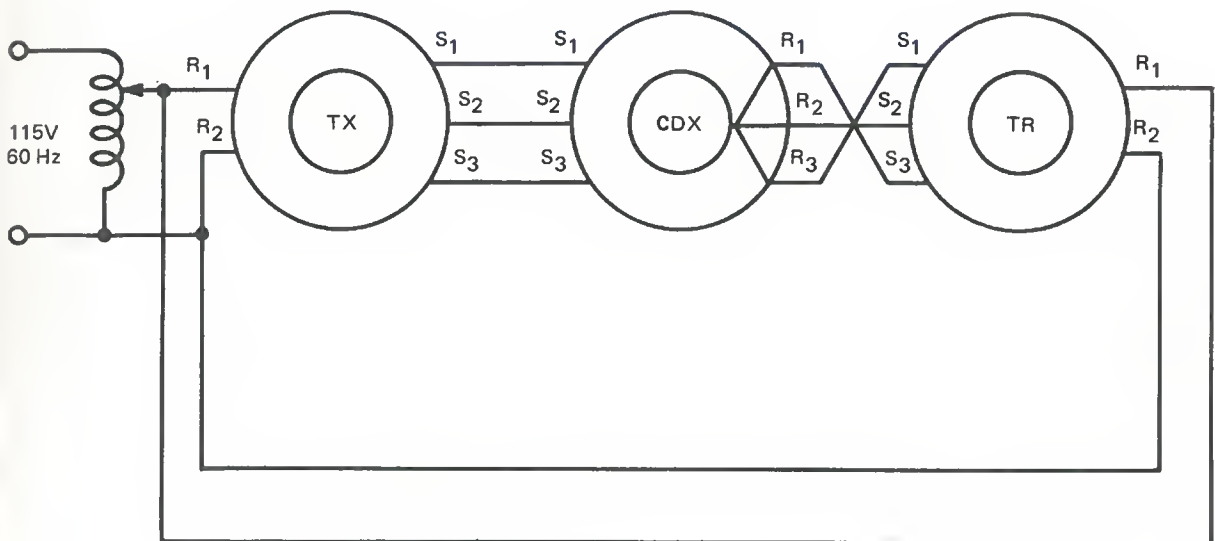 115V
60 Hz
R1
R2
TX
S1
S2
S3
S1
S2
S3
CDX
R1
R2
R3
S1
S2
S3
TR
R1
R2